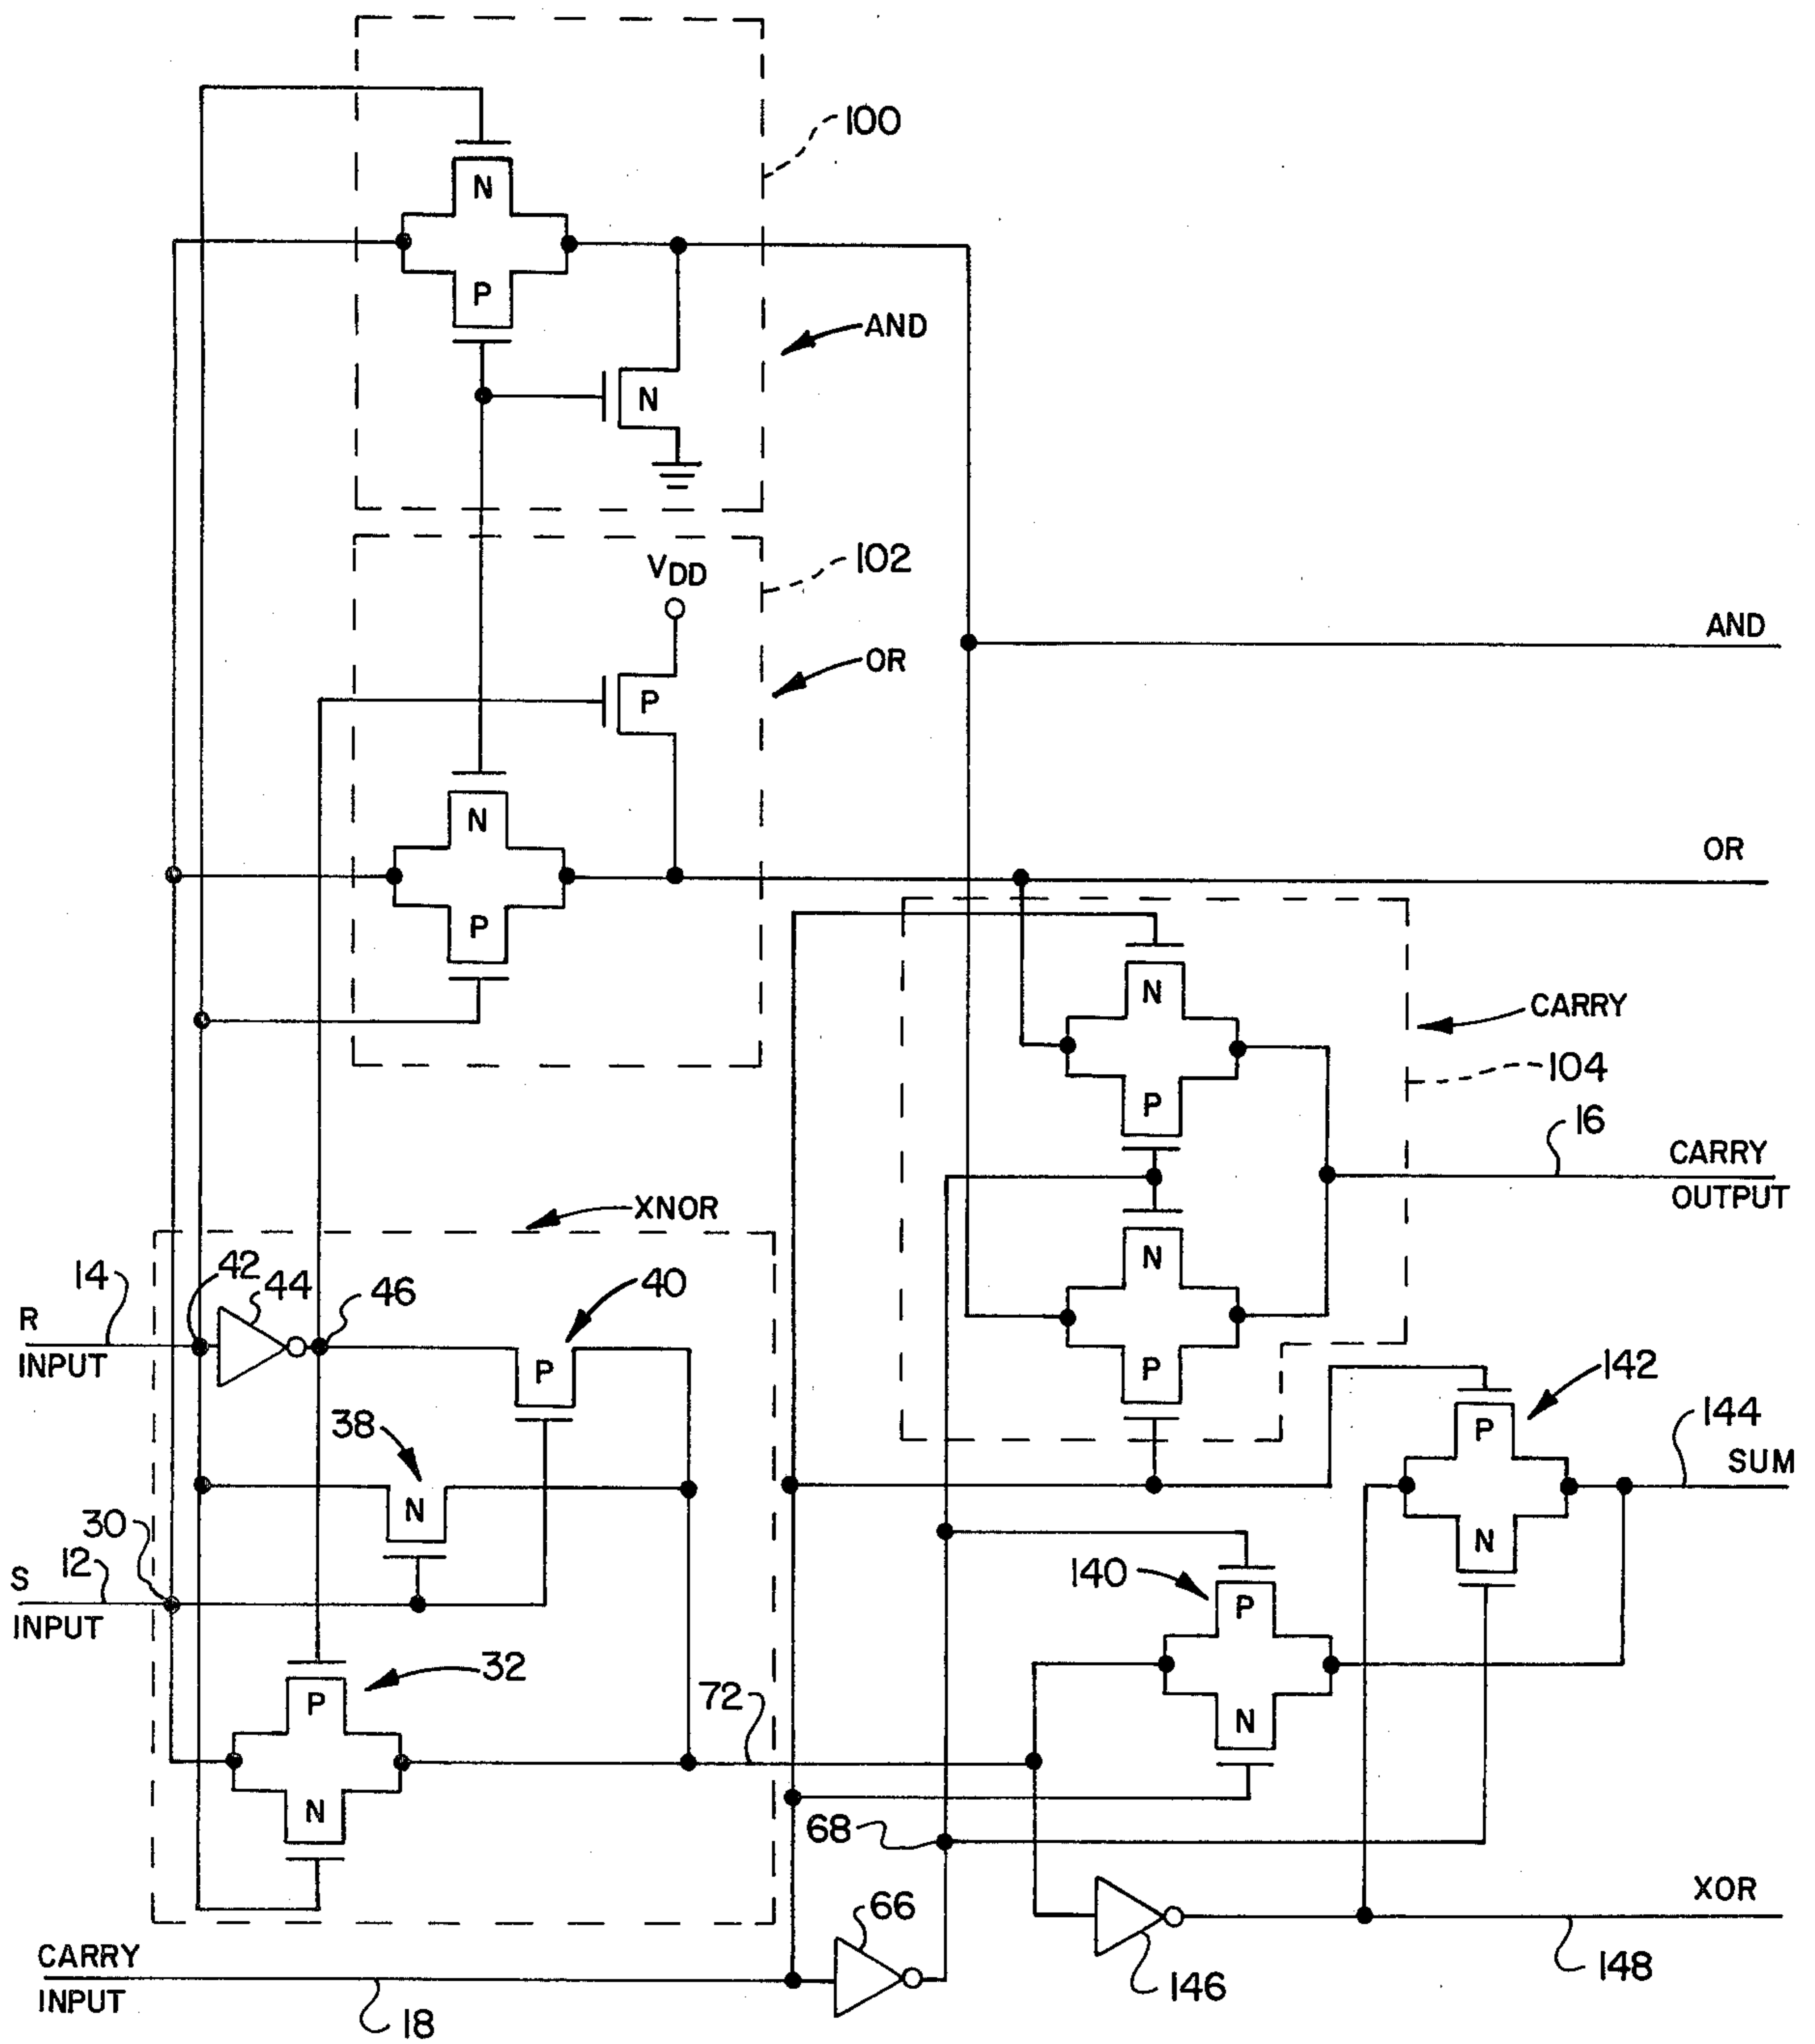 100
N
P
AND
N
102
VDD
OR
P
AND
N
OR
P
N
CARRY
104
P
16
CARRY
OUTPUT
XNOR
N
14
42
44
46
40
R
INPUT
P
P
142
38
P
144
SUM
N
30
12
S
INPUT
N
140
P
32
P
72
N
N
68
66
XOR
CARRY
INPUT
146
148
18